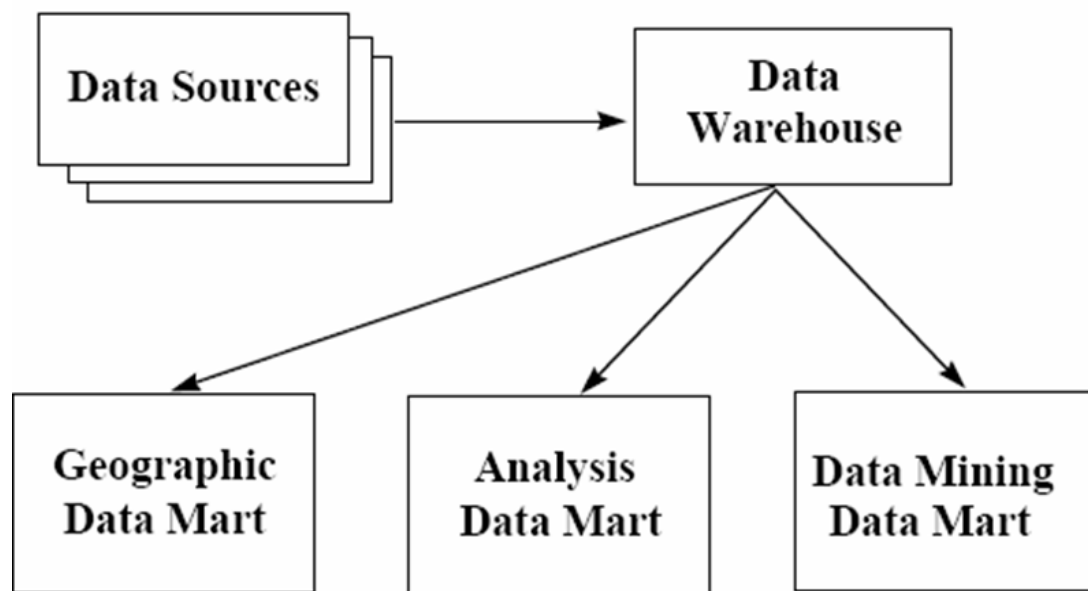 Data Sources
Data
Warehouse
Geographic
Data Mart
Analysis
Data Mart
Data Mining
Data Mart